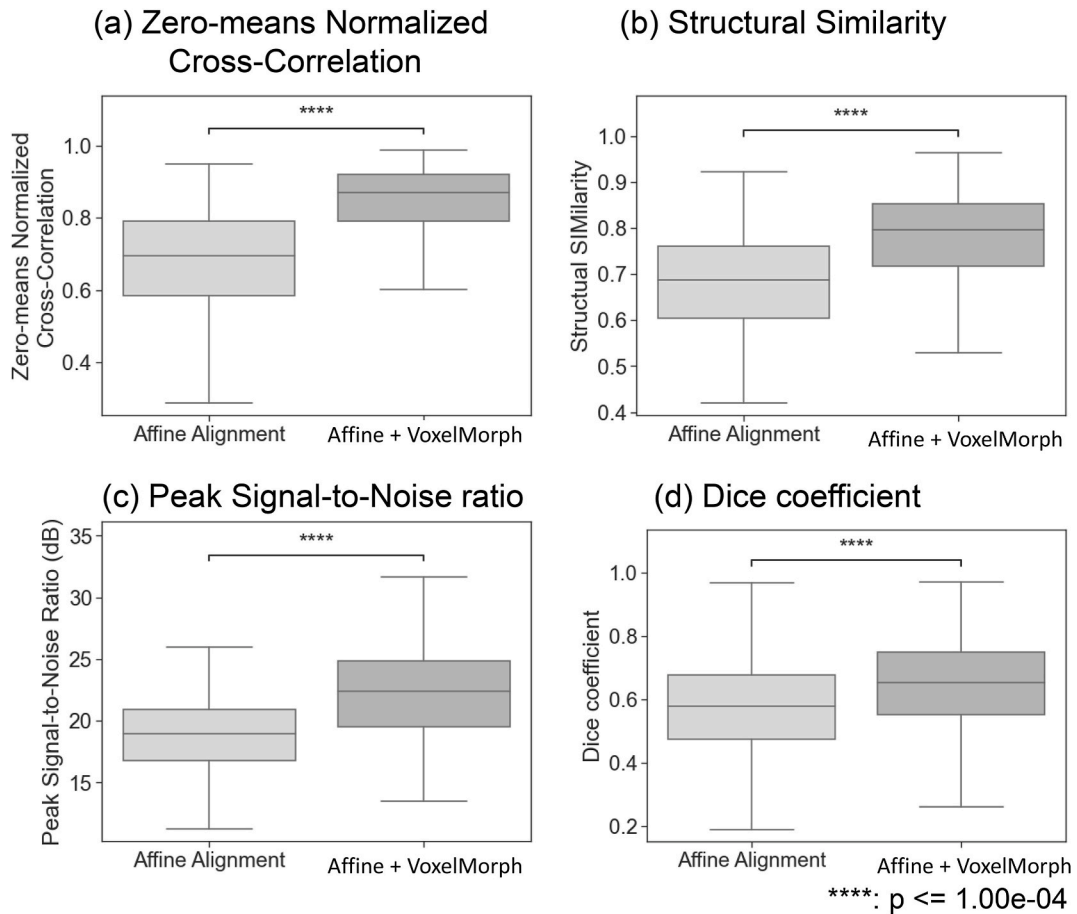 (a) Zero-means Normalized
Cross-Correlation
Zero-means Normalized
Cross-Correlation
1.0
0.8
0.6
0.4
****
Affine Alignment
Affine + VoxelMorph
(b) Structural Similarity
Structual SIMilarity
1.0
0.9
0.8
0.7
0.6
0.5
0.4
****
Affine Alignment
Affine + VoxelMorph
(c) Peak Signal-to-Noise ratio
Peak Signal-to-Noise Ratio (dB)
35
30
25
20
15
****
Affine Alignment
Affine + VoxelMorph
(d) Dice coefficient
Dice coefficient
1.0
0.8
0.6
0.4
0.2
****
Affine Alignment
Affine + VoxelMorph
****: p <= 1.00e-04